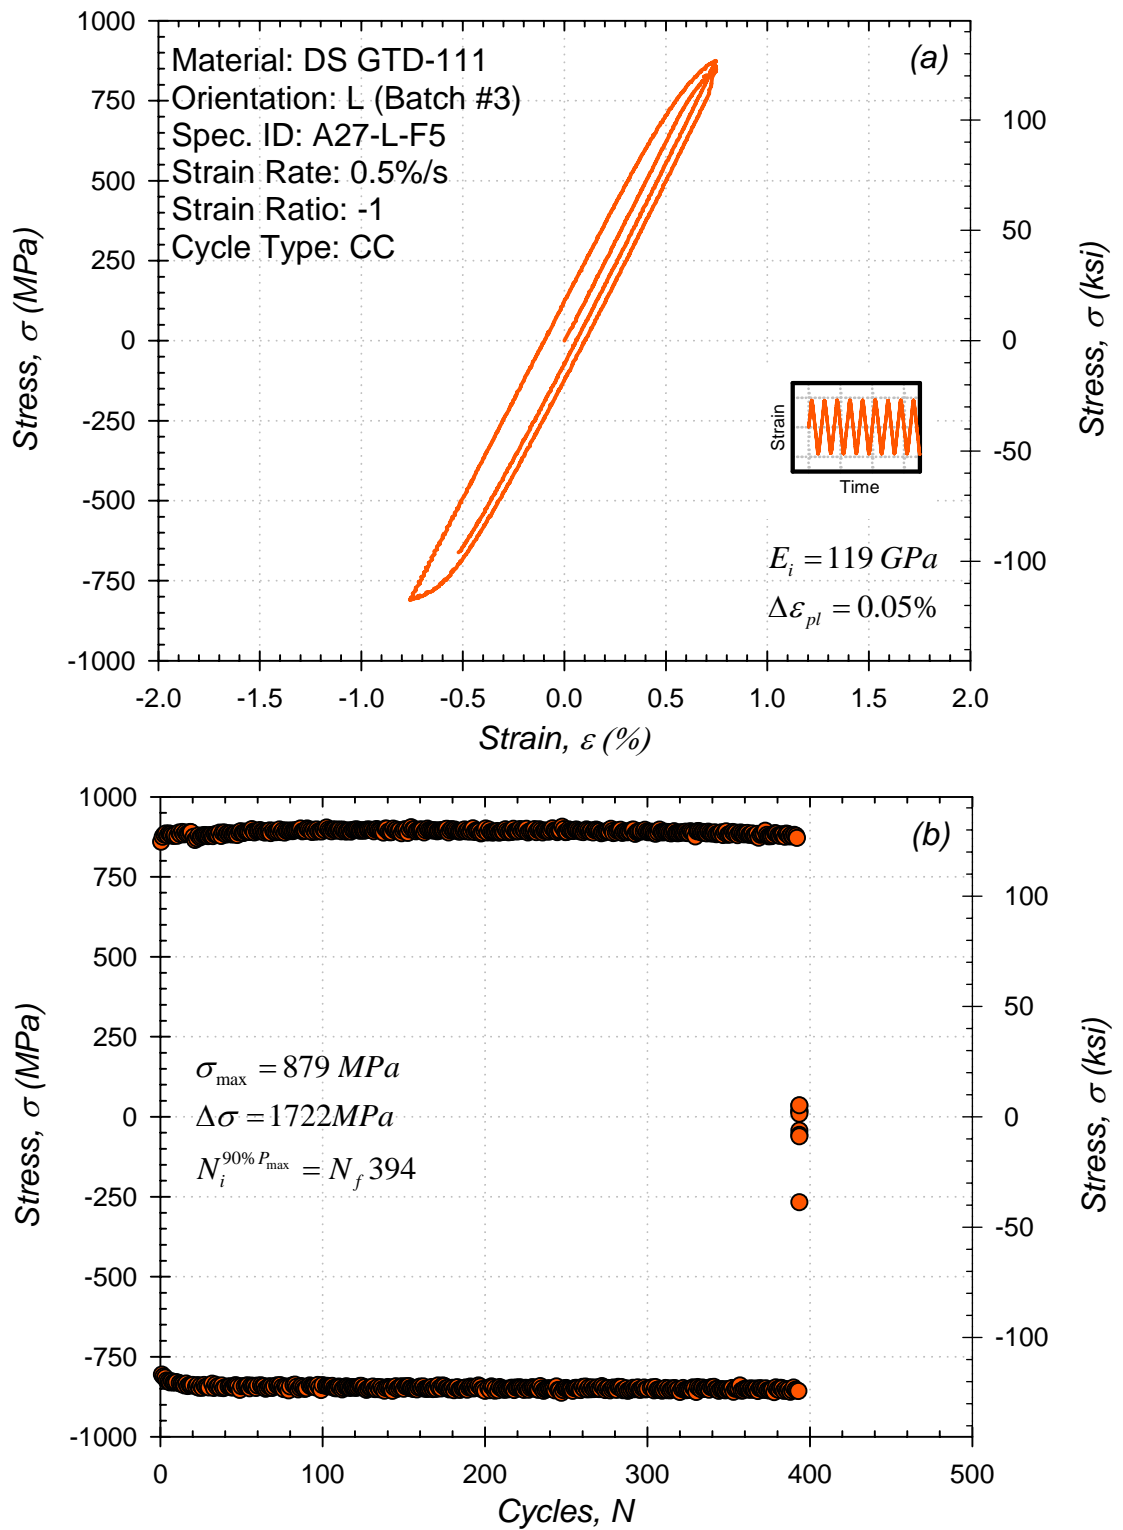 1000
750
500
250
0
-250
-500
-750
-1000
Stress, σ (MPa)
Material: DS GTD-111
Orientation: L (Batch #3)
Spec. ID: A27-L-F5
Strain Rate: 0.5%/s
Strain Ratio: -1
Cycle Type: CC
(a)
100
50
0
-50
-100
Stress, σ (ksi)
Strain
Time
E_i = 119 GPa
Δε_pl = 0.05%
-2.0 -1.5 -1.0 -0.5 0.0 0.5 1.0 1.5 2.0
Strain, ε (%)
1000
750
500
250
0
-250
-500
-750
-1000
Stress, σ (MPa)
(b)
σ_max = 879 MPa
Δσ = 1722MPa
N_i^90% P_max = N_f 394
100
50
0
-50
-100
Stress, σ (ksi)
0 100 200 300 400 500
Cycles, N